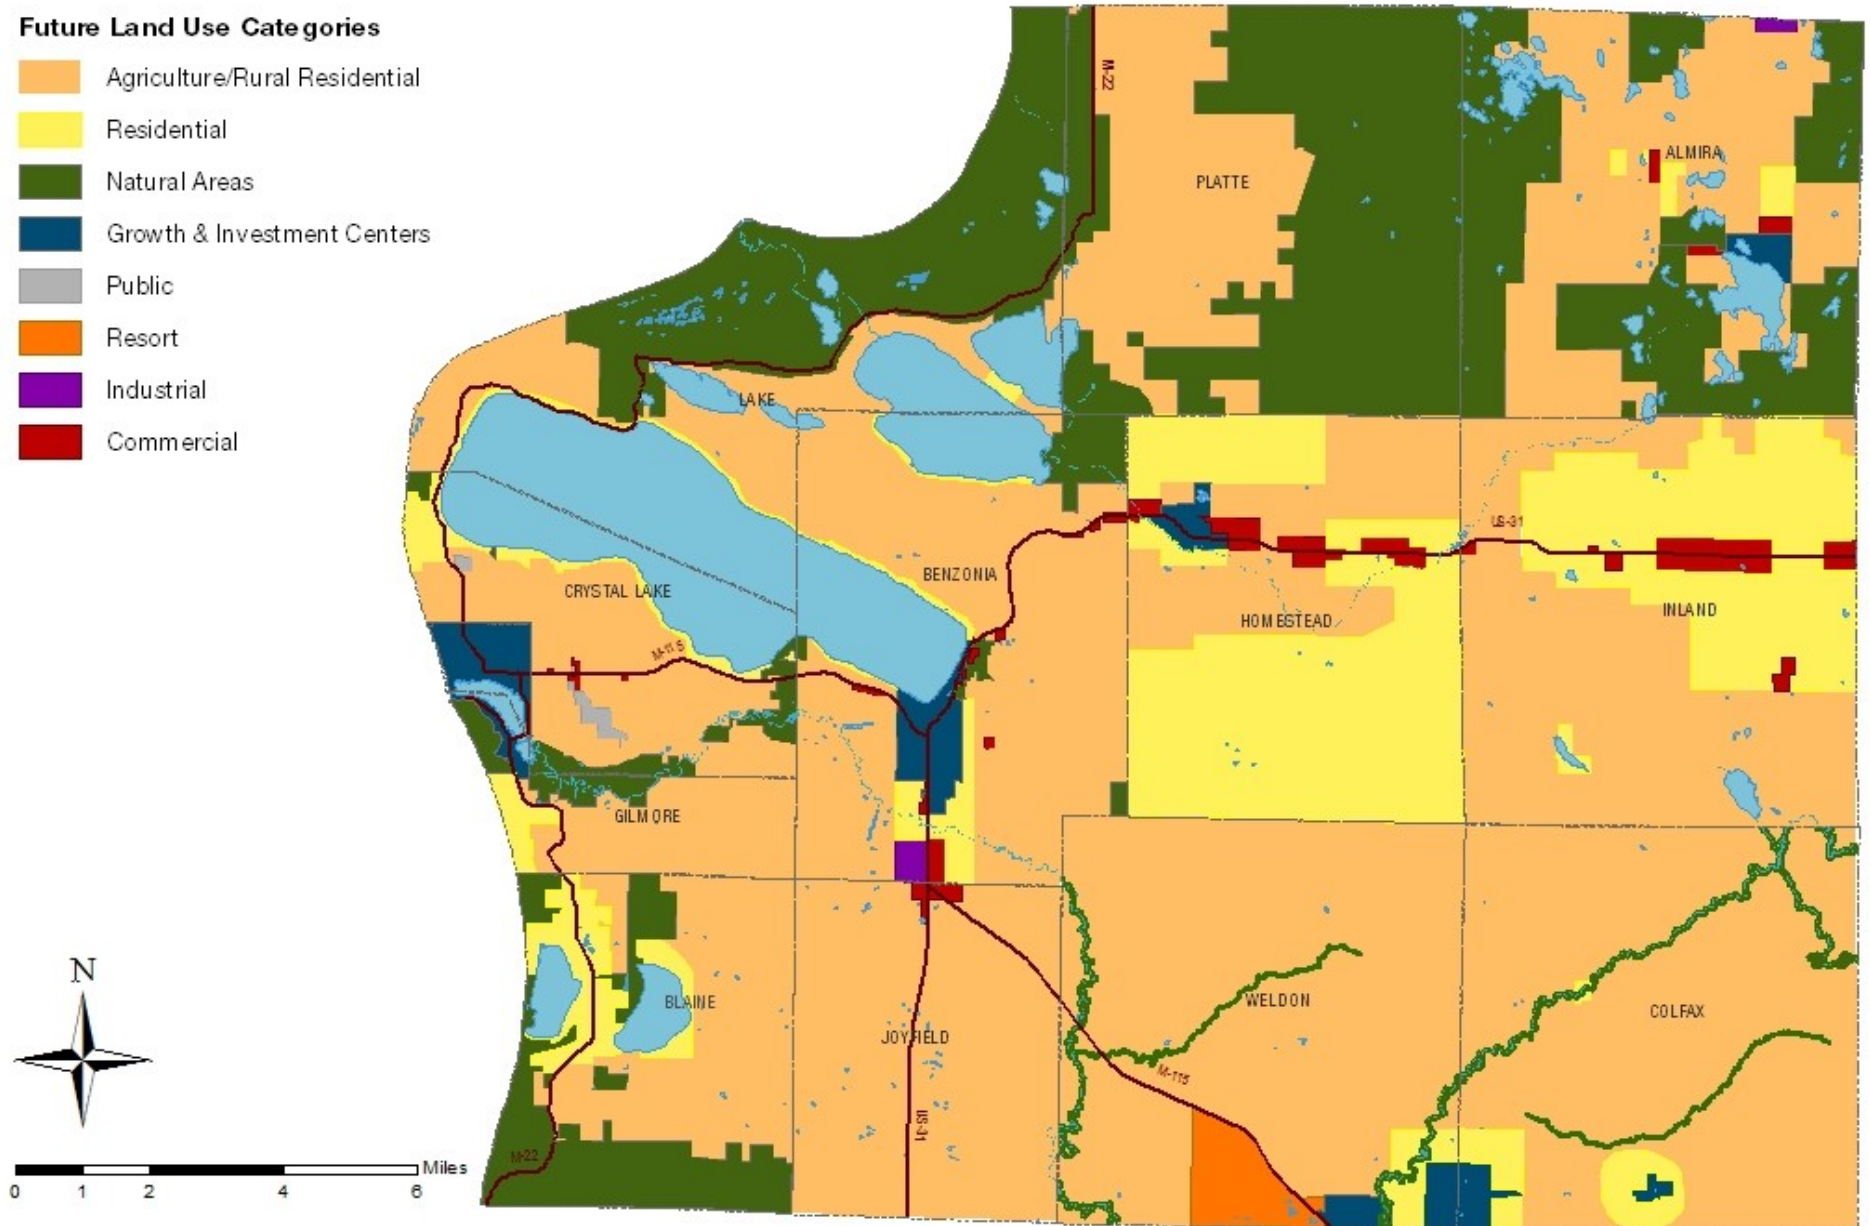 Future Land Use Categories
Agriculture/Rural Residential
Residential
Natural Areas
Growth & Investment Centers
Public
Resort
Industrial
Commercial
M-22
PLATTE
ALMIRA
LAKE
US-31
BENZONIA
CRYSTAL LAKE
HOMESTEAD
INLAND
M-115
GILMORE
N
BLAINE
WELDON
COLFAX
JOYFIELD
M-115
US-31
M-22
Miles
0 1 2 4 6